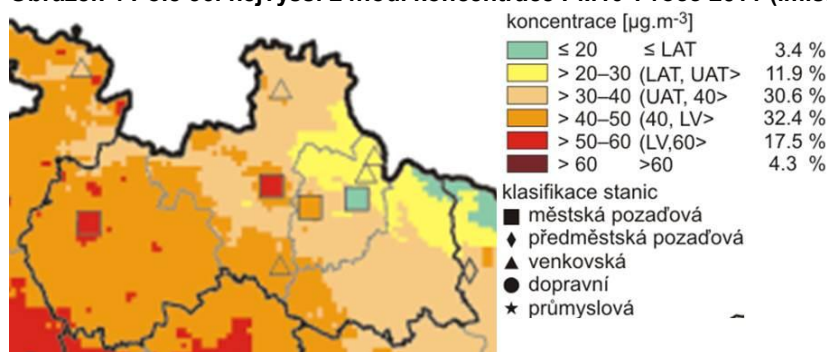 koncentrace [µg.m-3]
≤ 20 ≤ LAT 3.4 %
> 20–30 (LAT, UAT> 11.9 %
> 30–40 (UAT, 40> 30.6 %
> 40–50 (40, LV> 32.4 %
> 50–60 (LV,60> 17.5 %
> 60 >60 4.3 %
klasifikace stanic
městská pozaďová
předměstská pozaďová
venkovská
dopravní
průmyslová